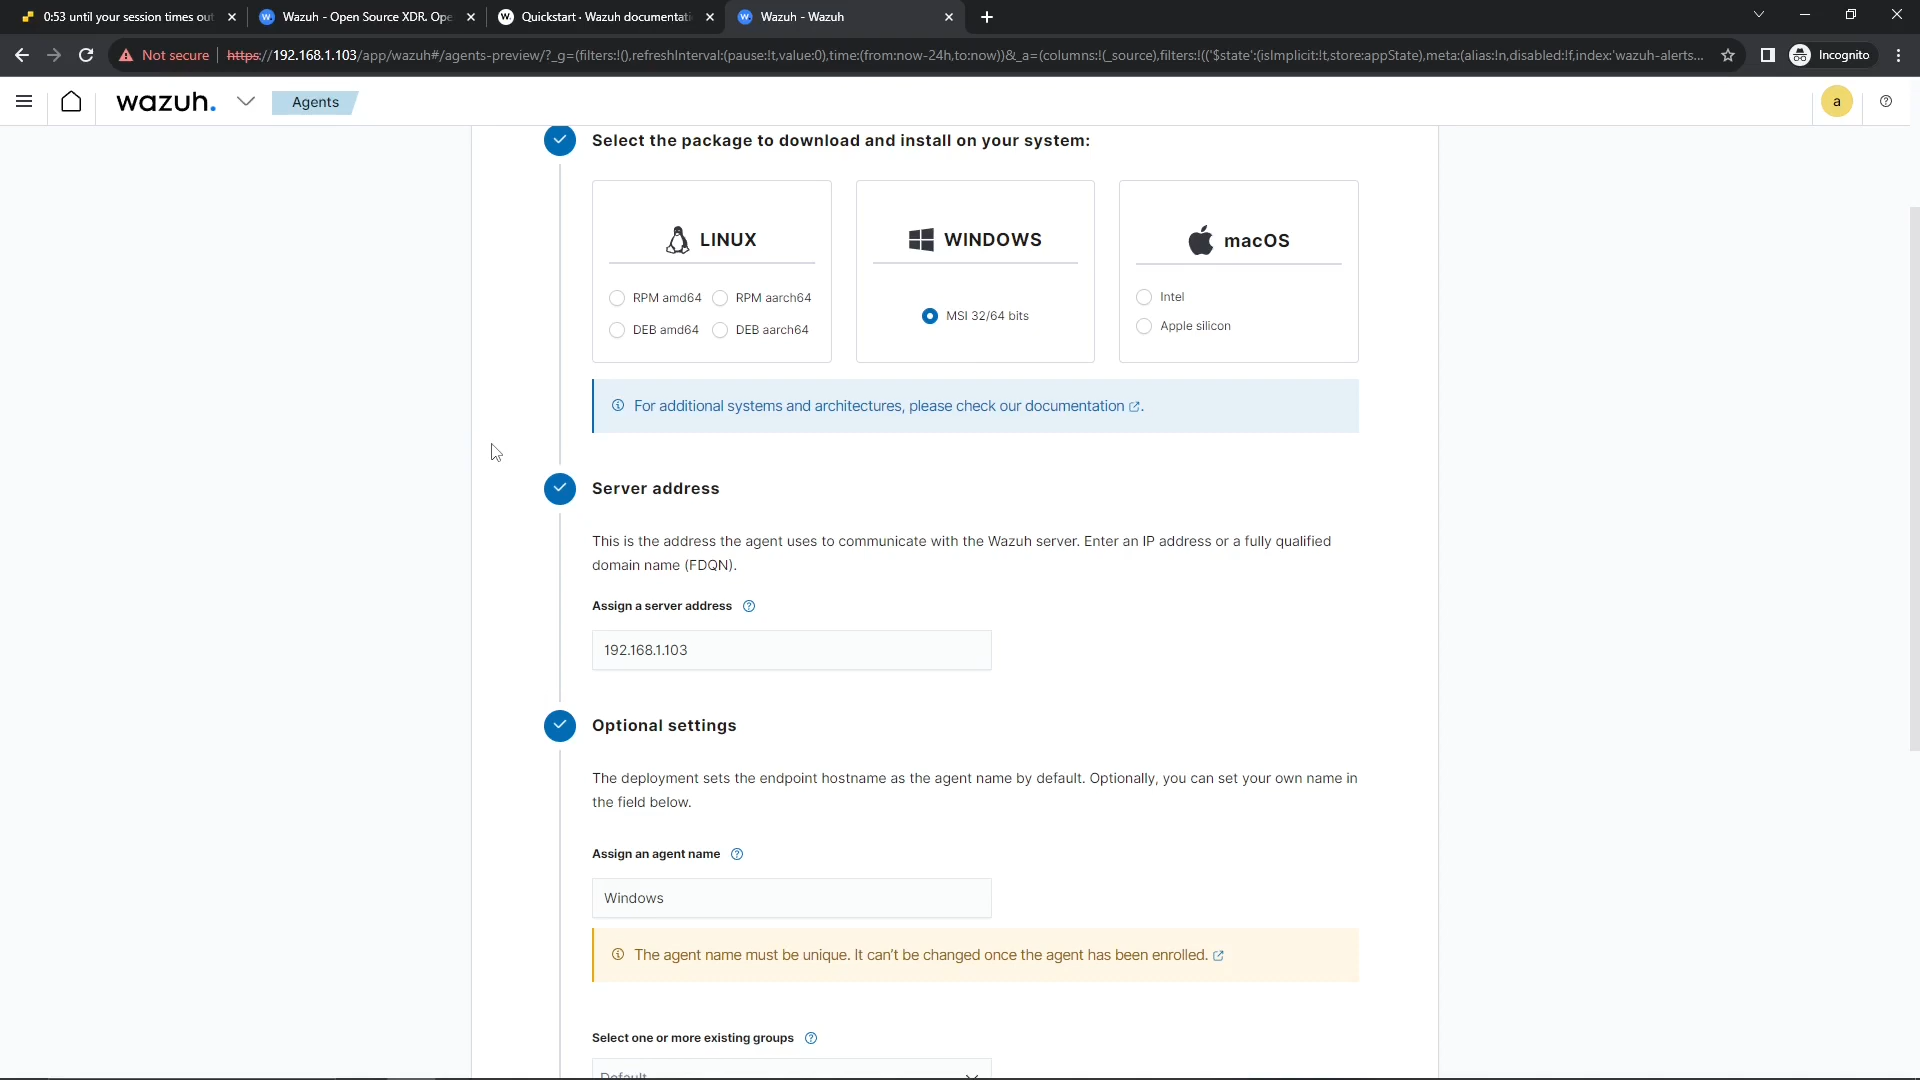 0:53 until your session times out
Wazuh - Open Source XDR. Ope
Quickstart · Wazuh documentati
Wazuh - Wazuh
Not secure
https://192.168.1.103/app/wazuh#/agents-preview/?_g=(filters:!(),refreshInterval:(pause:!t,value:0),time:(from:now-24h,to:now))&_a=(columns:!(_source),filters:!(('$state':(isImplicit:!t,store:appState),meta:(alias:!n,disabled:!f,index:'wazuh-alerts...
Incognito
wazuh.
Agents
a
Select the package to download and install on your system:
LINUX
RPM amd64
RPM aarch64
DEB amd64
DEB aarch64
WINDOWS
MSI 32/64 bits
macOS
Intel
Apple silicon
For additional systems and architectures, please check our documentation .
Server address
This is the address the agent uses to communicate with the Wazuh server. Enter an IP address or a fully qualified
domain name (FDQN).
Assign a server address
192.168.1.103
Optional settings
The deployment sets the endpoint hostname as the agent name by default. Optionally, you can set your own name in
the field below.
Assign an agent name
Windows
The agent name must be unique. It can't be changed once the agent has been enrolled.
Select one or more existing groups
Default